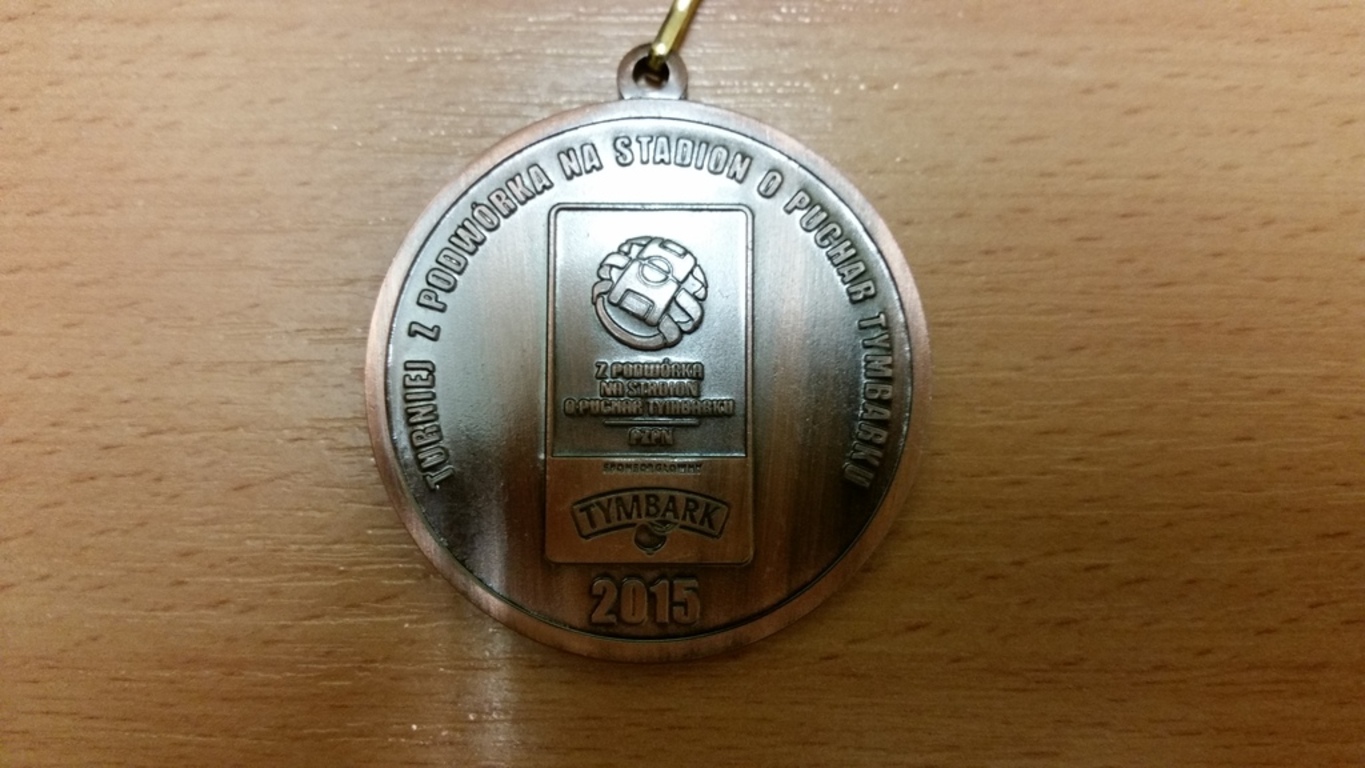 TURNIEJ Z PODWÓRKA NA STADION O PUCHAR TYMBARKU
Z PODWÓRKA
NA STADION
O PUCHAR TYMBARKU
PZPN
SPONSOR GŁÓWNY
TYMBARK
2015